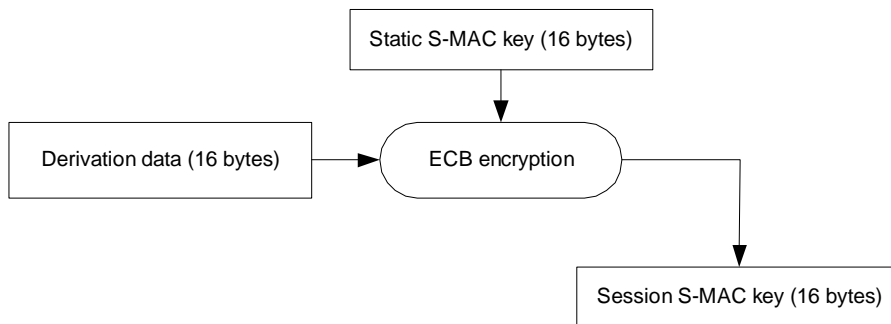 Static S-MAC key (16 bytes)
Derivation data (16 bytes)
ECB encryption
Session S-MAC key (16 bytes)